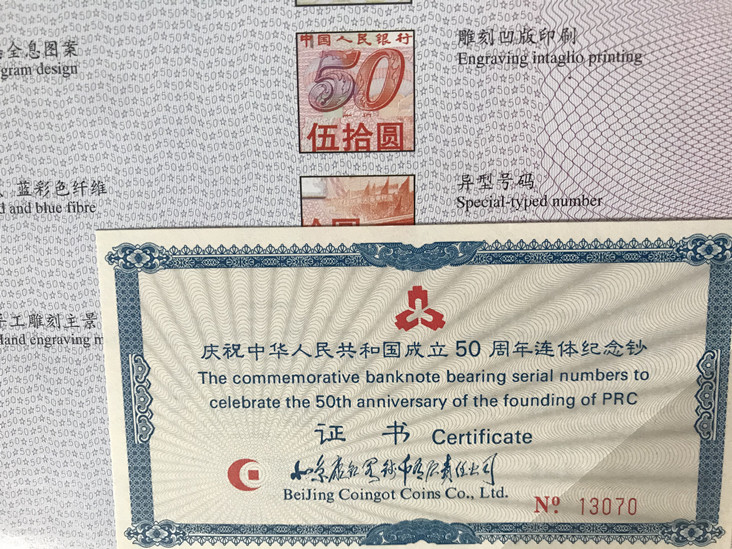 全息图案
gram design
中国人民银行
50
伍拾圆
雕刻凹版印刷
Engraving intaglio printing
蓝彩色纤维
d and blue fibre
异型号码
Special-typed number
工雕刻主景
Hand engraving m
庆祝中华人民共和国成立 50 周年连体纪念钞
The commemorative banknote bearing serial numbers to
celebrate the 50th anniversary of the founding of PRC
证 书 Certificate
BeiJing Coingot Coins Co., Ltd.
Nº 13070